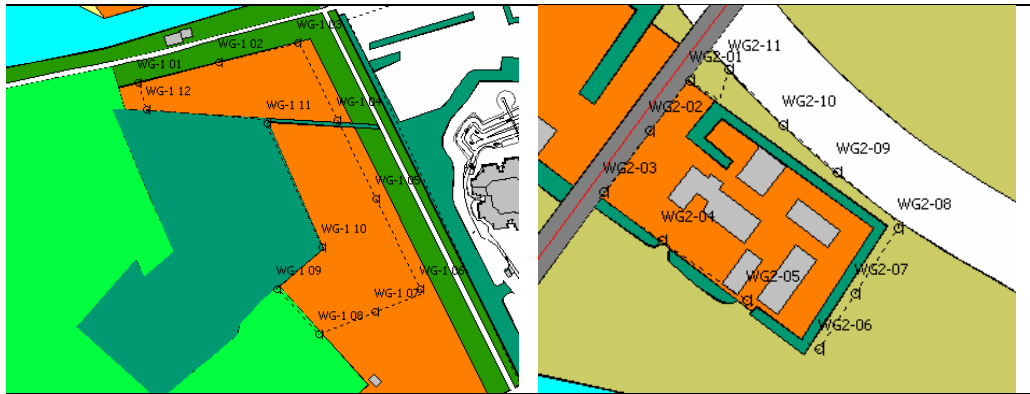 WG-1 03
WG-1 02
WG-1 01
WG-1 12
WG-1 11
WG-1 04
WG-1 05
WG-1 10
WG-1 09
WG-1 06
WG-1 07
WG-1 08
WG2-11
WG2-01
WG2-10
WG2-02
WG2-09
WG2-03
WG2-08
WG2-04
WG2-07
WG2-05
WG2-06